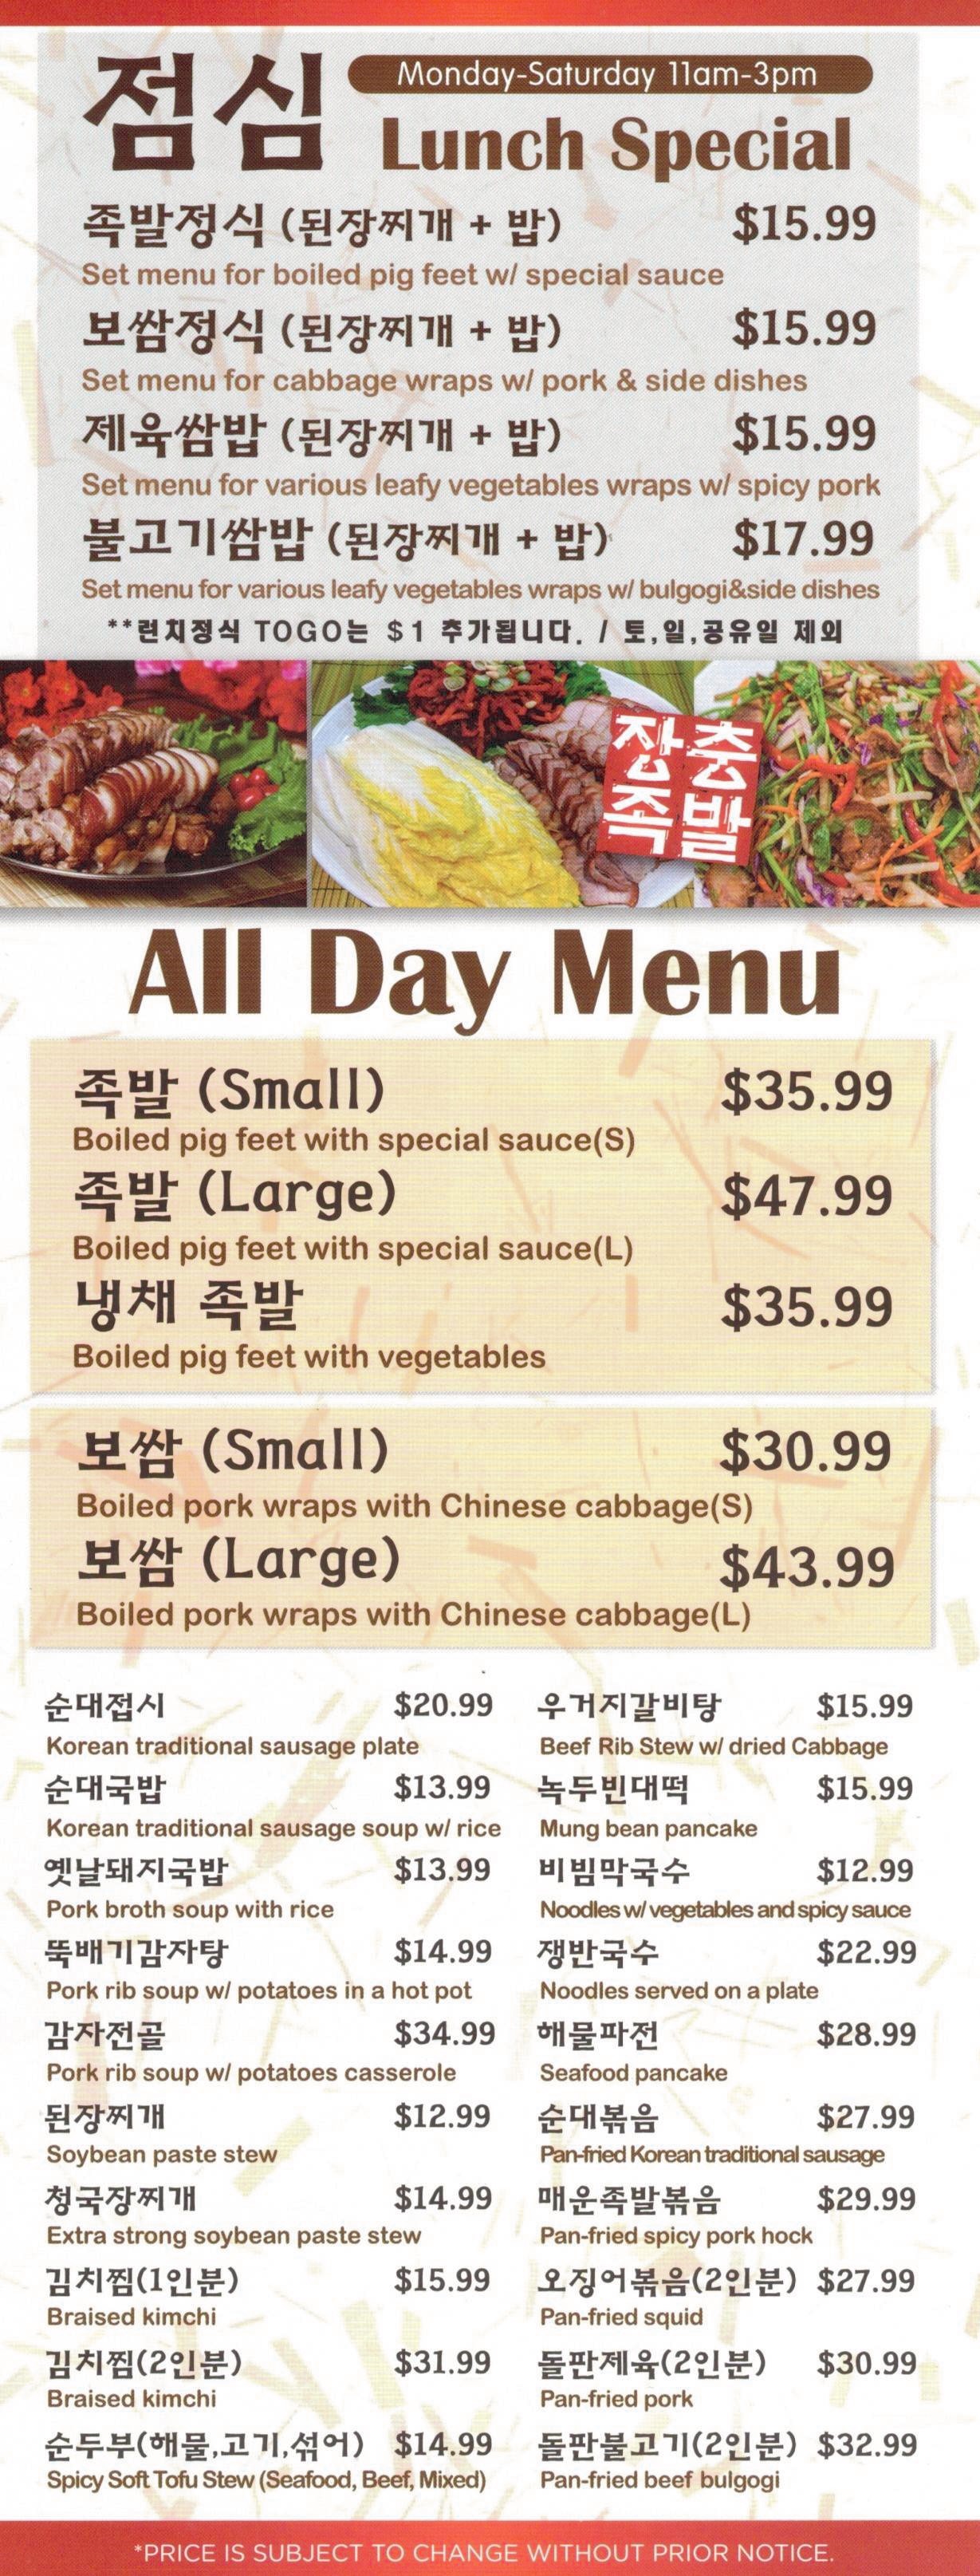 점심
Monday-Saturday 11am-3pm
Lunch Special
족발정식 (된장찌개 + 밥) $15.99
Set menu for boiled pig feet w/ special sauce
보쌈정식 (된장찌개 + 밥) $15.99
Set menu for cabbage wraps w/ pork & side dishes
제육쌈밥 (된장찌개 + 밥) $15.99
Set menu for various leafy vegetables wraps w/ spicy pork
불고기쌈밥 (된장찌개 + 밥) $17.99
Set menu for various leafy vegetables wraps w/ bulgogi&side dishes
**런치정식 TOGO는 $1 추가됩니다. / 토,일,공유일 제외
장충
족발
All Day Menu
족발 (Small) $35.99
Boiled pig feet with special sauce(S)
족발 (Large) $47.99
Boiled pig feet with special sauce(L)
냉채 족발 $35.99
Boiled pig feet with vegetables
보쌈 (Small) $30.99
Boiled pork wraps with Chinese cabbage(S)
보쌈 (Large) $43.99
Boiled pork wraps with Chinese cabbage(L)
순대접시 $20.99
Korean traditional sausage plate
순대국밥 $13.99
Korean traditional sausage soup w/ rice
옛날돼지국밥 $13.99
Pork broth soup with rice
뚝배기감자탕 $14.99
Pork rib soup w/ potatoes in a hot pot
감자전골 $34.99
Pork rib soup w/ potatoes casserole
된장찌개 $12.99
Soybean paste stew
청국장찌개 $14.99
Extra strong soybean paste stew
김치찜(1인분) $15.99
Braised kimchi
김치찜(2인분) $31.99
Braised kimchi
순두부(해물,고기,섞어) $14.99
Spicy Soft Tofu Stew (Seafood, Beef, Mixed)
우거지갈비탕 $15.99
Beef Rib Stew w/ dried Cabbage
녹두빈대떡 $15.99
Mung bean pancake
비빔막국수 $12.99
Noodles w/ vegetables and spicy sauce
쟁반국수 $22.99
Noodles served on a plate
해물파전 $28.99
Seafood pancake
순대볶음 $27.99
Pan-fried Korean traditional sausage
매운족발볶음 $29.99
Pan-fried spicy pork hock
오징어볶음(2인분) $27.99
Pan-fried squid
돌판제육(2인분) $30.99
Pan-fried pork
돌판불고기(2인분) $32.99
Pan-fried beef bulgogi
*PRICE IS SUBJECT TO CHANGE WITHOUT PRIOR NOTICE.